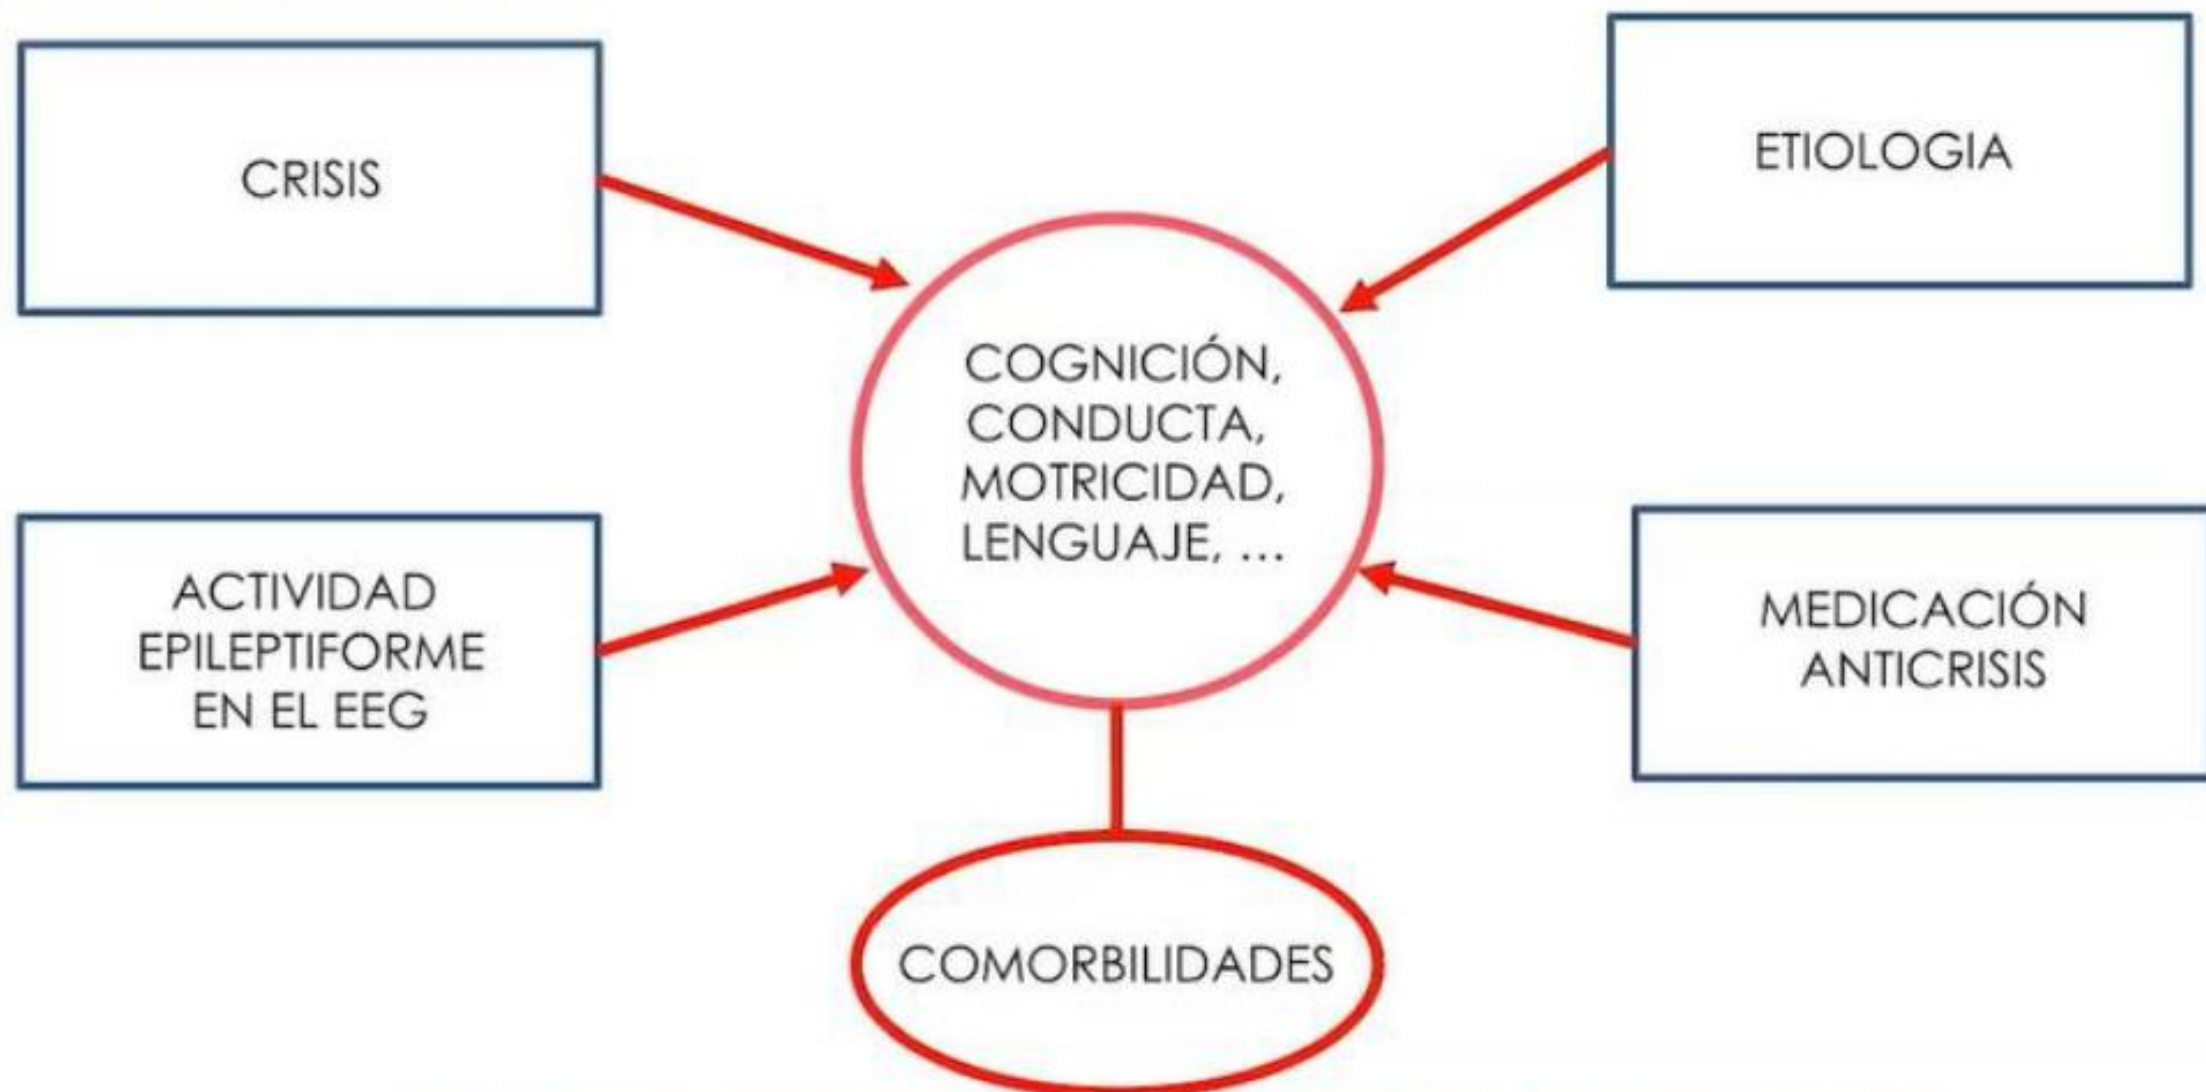 CRISIS
ETIOLOGIA
COGNICIÓN,
CONDUCTA,
MOTRICIDAD,
LENGUAJE, ...
ACTIVIDAD
EPILEPTIFORME
EN EL EEG
MEDICACIÓN
ANTICRISIS
COMORBILIDADES